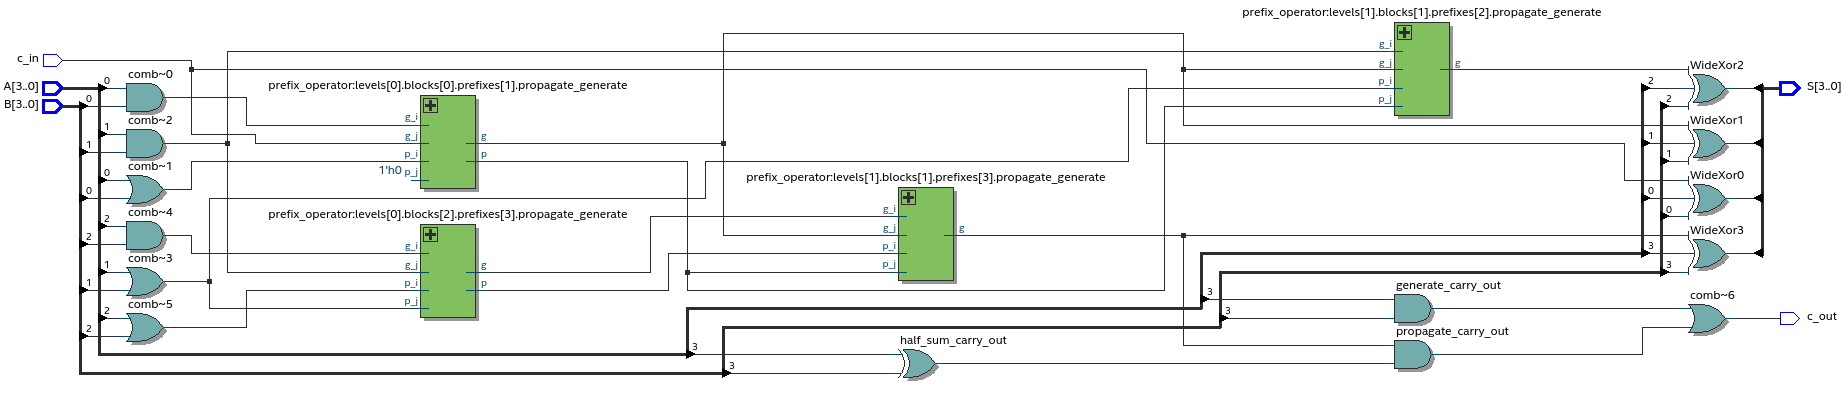 prefix_operator:levels[1].blocks[1].prefixes[2].propagate_generate
g_i
g_j
p_i
p_j
g
c_in
A[3..0]
B[3..0]
0
0
comb~0
1
1
comb~2
0
0
comb~1
2
2
comb~4
1
1
comb~3
2
2
comb~5
prefix_operator:levels[0].blocks[0].prefixes[1].propagate_generate
g_i
g_j
p_i
1'h0 p_j
g
p
prefix_operator:levels[0].blocks[2].prefixes[3].propagate_generate
g_i
g_j
p_i
p_j
g
p
prefix_operator:levels[1].blocks[1].prefixes[3].propagate_generate
g_i
g_j
p_i
p_j
g
WideXor2
2
2
WideXor1
1
1
WideXor0
0
0
WideXor3
3
3
S[3..0]
generate_carry_out
3
3
propagate_carry_out
comb~6
c_out
half_sum_carry_out
3
3